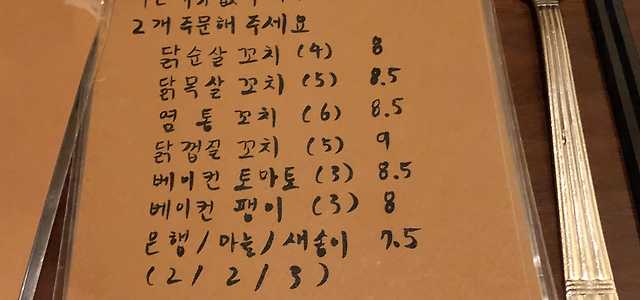 2개 주문해 주세요
닭순살 꼬치 (4) 8
닭목살 꼬치 (5) 8.5
염통 꼬치 (6) 8.5
닭껍질 꼬치 (5) 9
베이컨 토마토 (3) 8.5
베이컨 팽이 (3) 8
은행/마늘/새송이 7.5
(2/2/3)